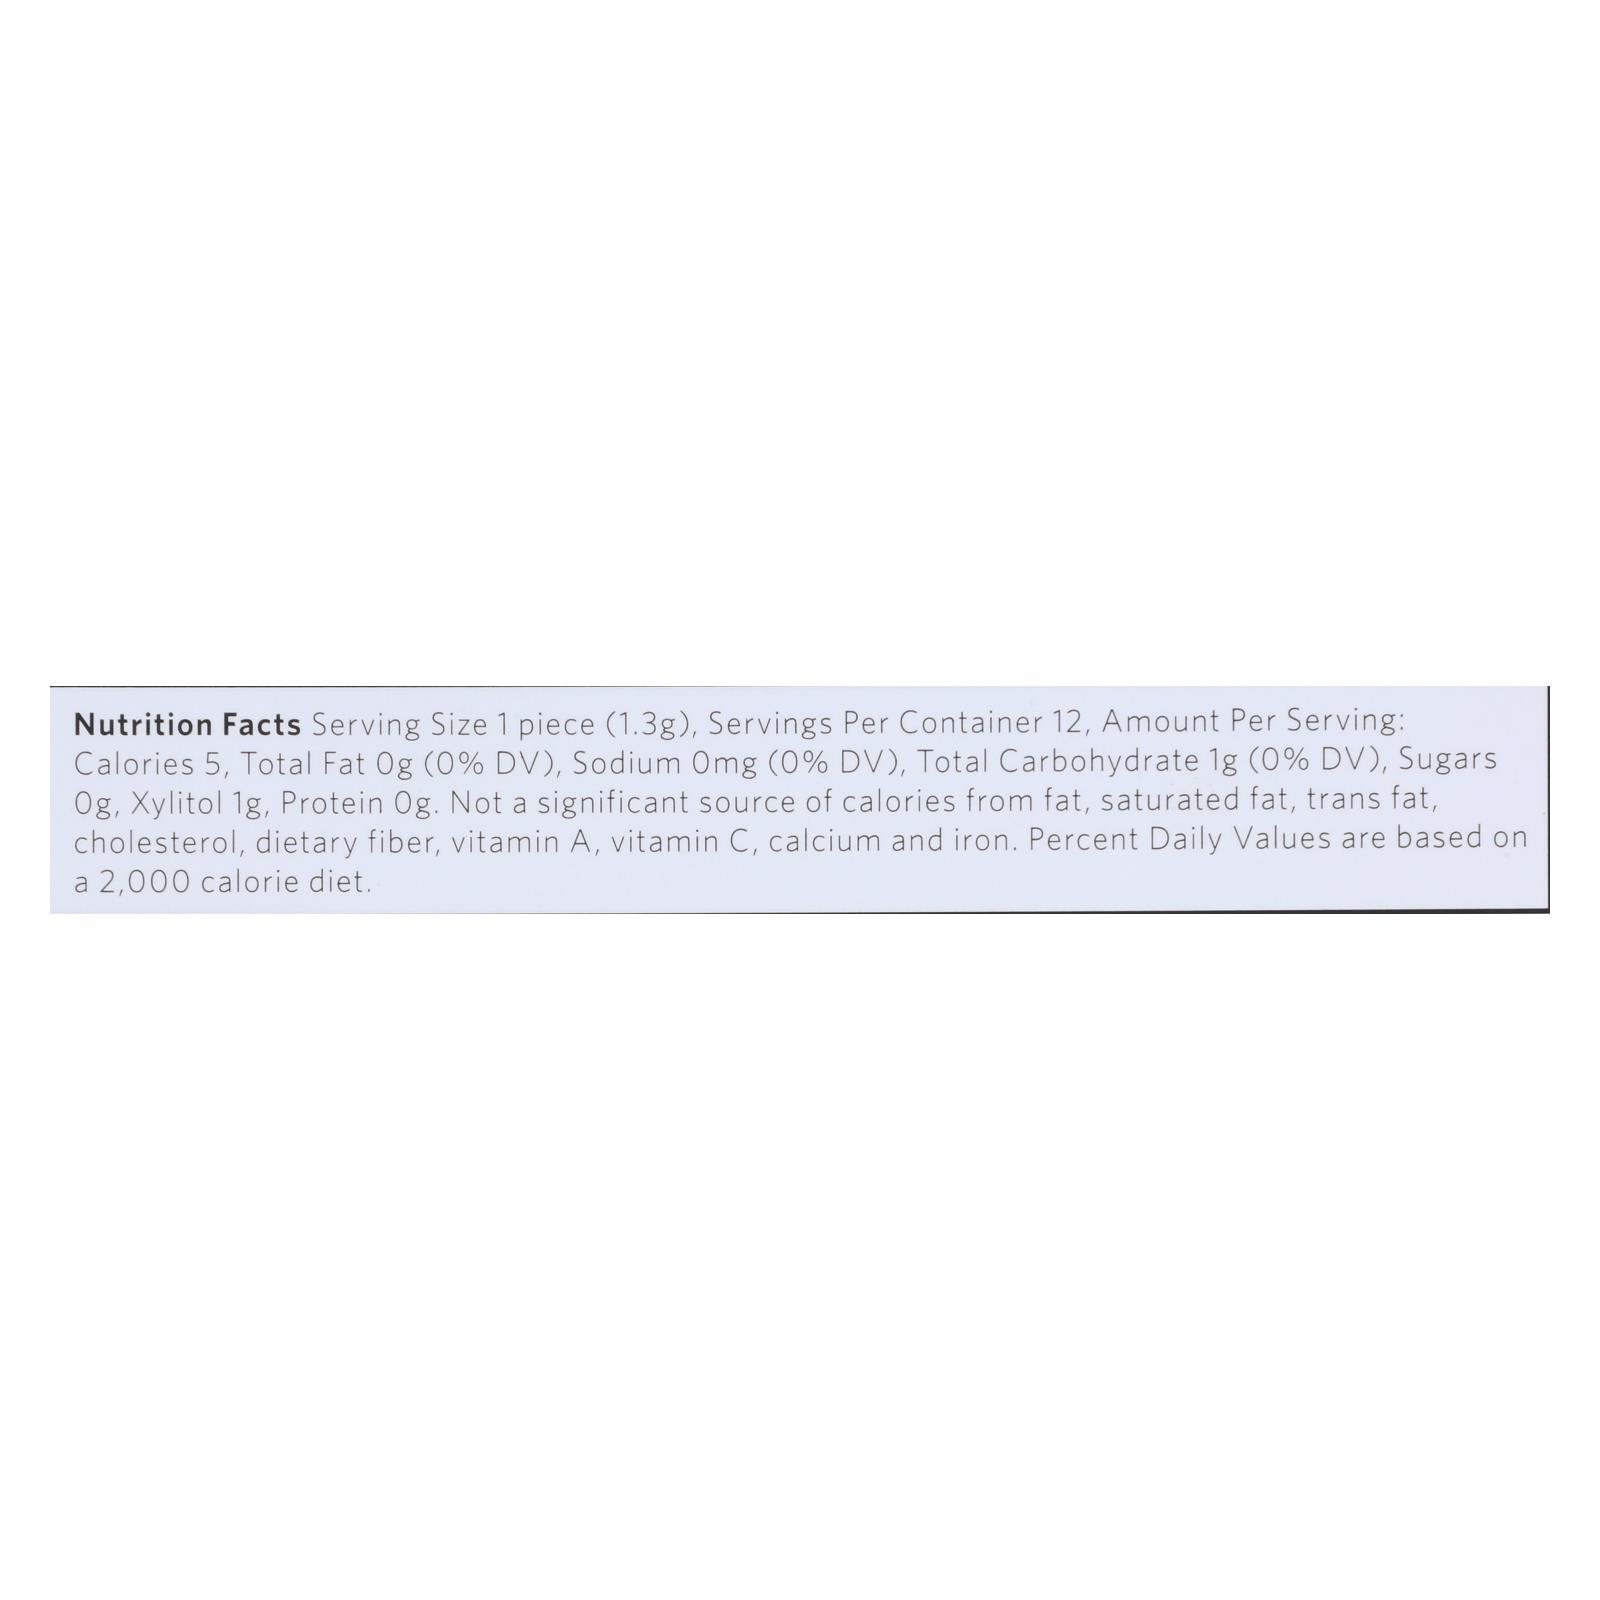 Nutrition Facts Serving Size 1 piece (1.3g), Servings Per Container 12, Amount Per Serving:
Calories 5, Total Fat 0g (0% DV), Sodium 0mg (0% DV), Total Carbohydrate 1g (0% DV), Sugars
0g, Xylitol 1g, Protein 0g. Not a significant source of calories from fat, saturated fat, trans fat,
cholesterol, dietary fiber, vitamin A, vitamin C, calcium and iron. Percent Daily Values are based on
a 2,000 calorie diet.